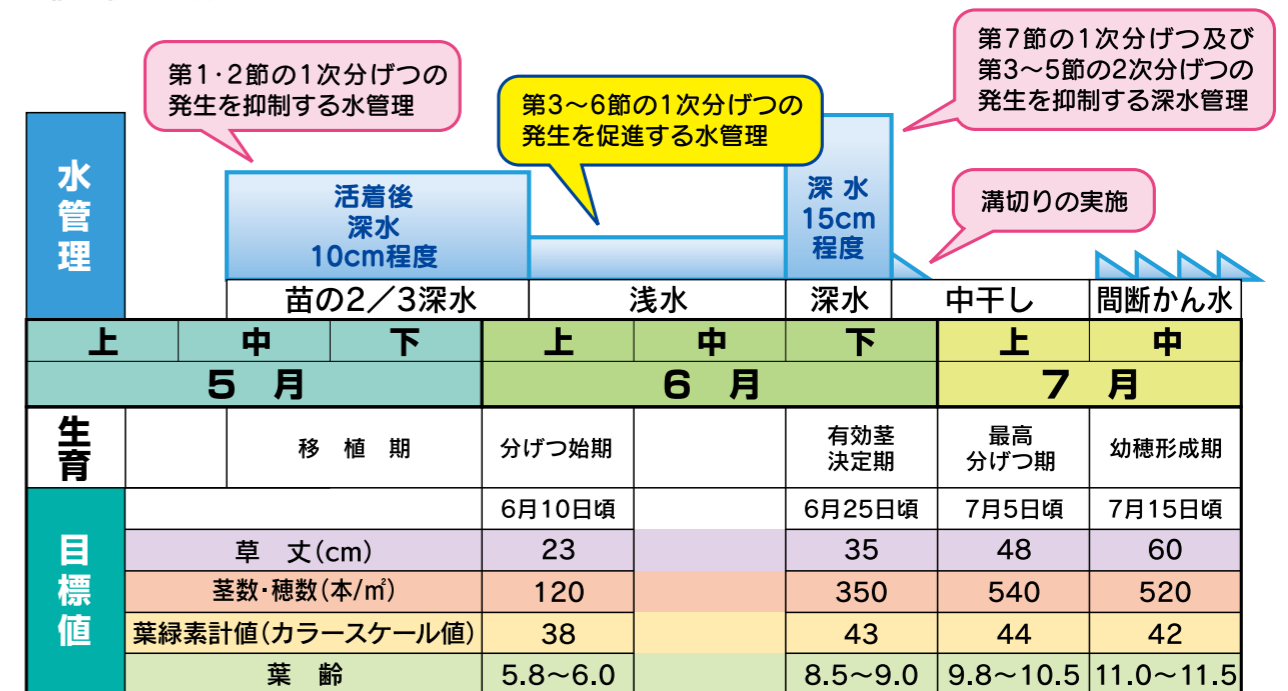 第1･2節の1次分げつの
発生を抑制する水管理
第3～6節の1次分げつの
発生を促進する水管理
第7節の1次分げつ及び
第3～5節の2次分げつの
発生を抑制する深水管理
溝切りの実施
水管理
活着後
深水
10cm程度
深 水
15cm
程度
苗の2／3深水 浅水 深水 中干し 間断かん水
上 中 下 上 中 下 上 中
5 月 6 月 7 月
生育 移 植 期 分げつ始期 有効茎決定期 最高分げつ期 幼穂形成期
目標値
6月10日頃 6月25日頃 7月5日頃 7月15日頃
草 丈(cm) 23 35 48 60
茎数･穂数(本/㎡) 120 350 540 520
葉緑素計値(カラースケール値) 38 43 44 42
葉 齢 5.8～6.0 8.5～9.0 9.8～10.5 11.0～11.5